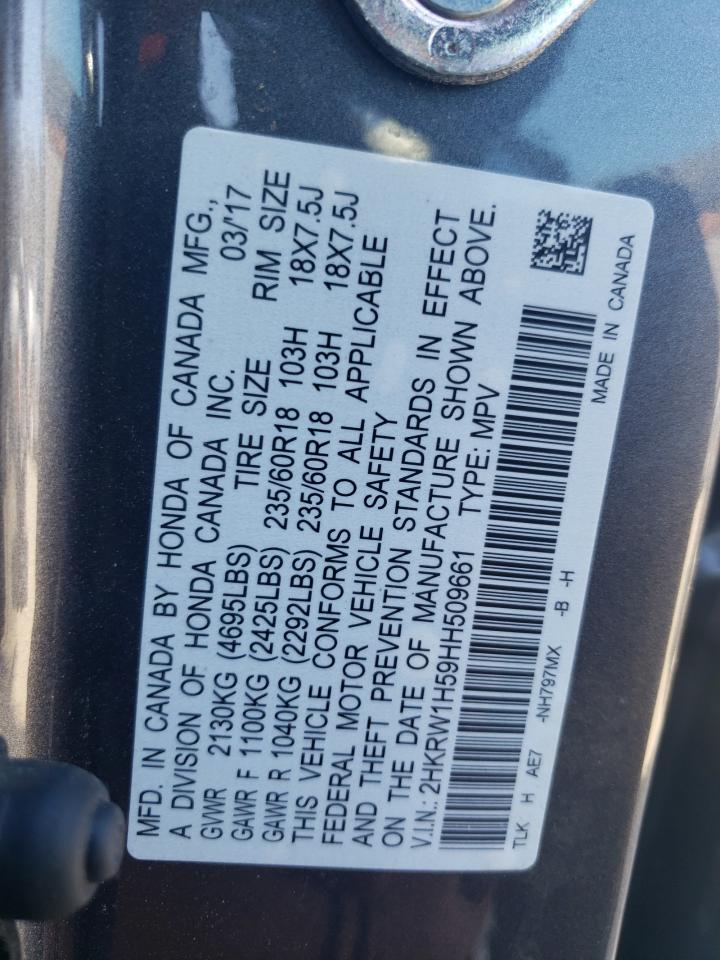 MFD. IN CANADA BY HONDA OF CANADA MFG.,
A DIVISION OF HONDA CANADA INC. 03/'17
GVWR 2130KG (4695LBS) TIRE SIZE RIM SIZE
GAWR F 1100KG (2425LBS) 235/60R18 103H 18X7.5J
GAWR R 1040KG (2292LBS) 235/60R18 103H 18X7.5J
THIS VEHICLE CONFORMS TO ALL APPLICABLE
FEDERAL MOTOR VEHICLE SAFETY
AND THEFT PREVENTION STANDARDS IN EFFECT
ON THE DATE OF MANUFACTURE SHOWN ABOVE.
V.I.N.: 2HKRW1H59HH509661 TYPE: MPV
TLK H AE7 -NH797MX -B -H
MADE IN CANADA